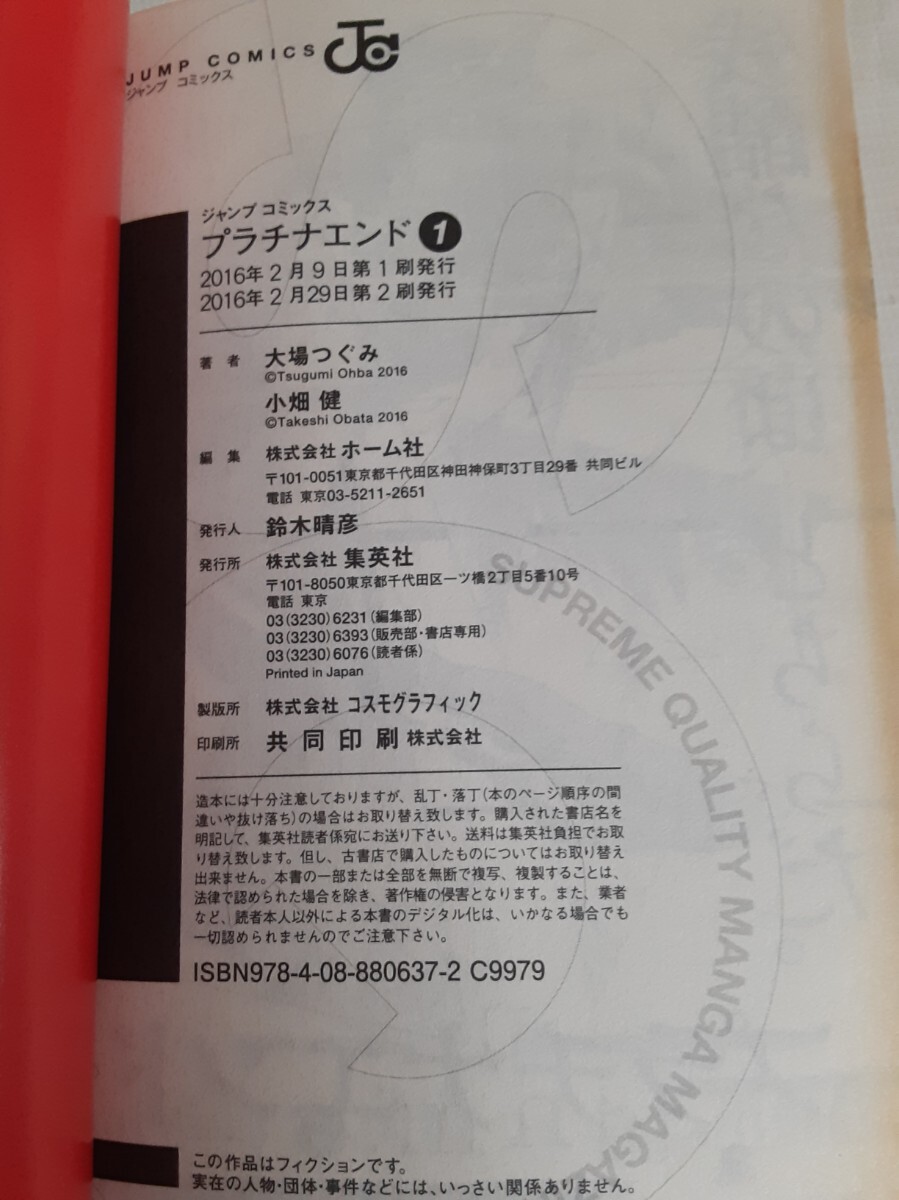 JUMP COMICS
ジャンプ コミックス
ジャンプ コミックス
プラチナエンド 1
2016年2月9日第1刷発行
2016年2月29日第2刷発行
著者 大場つぐみ
©Tsugumi Ohba 2016
小畑 健
©Takeshi Obata 2016
編集 株式会社 ホーム社
〒101-0051東京都千代田区神田神保町3丁目29番 共同ビル
電話 東京03-5211-2651
発行人 鈴木晴彦
発行所 株式会社 集英社
〒101-8050東京都千代田区一ツ橋2丁目5番10号
電話 東京
03(3230)6231(編集部)
03(3230)6393(販売部・書店専用)
03(3230)6076(読者係)
Printed in Japan
製版所 株式会社 コスモグラフィック
印刷所 共同印刷 株式会社
造本には十分注意しておりますが、乱丁・落丁(本のページ順序の間
違いや抜け落ち)の場合はお取り替え致します。購入された書店名を
明記して、集英社読者係宛にお送り下さい。送料は集英社負担でお取
り替え致します。但し、古書店で購入したものについてはお取り替え
出来ません。本書の一部または全部を無断で複写、複製することは、
法律で認められた場合を除き、著作権の侵害となります。また、業者
など、読者本人以外による本書のデジタル化は、いかなる場合でも
一切認められませんのでご注意下さい。
ISBN978-4-08-880637-2 C9979
SUPREME QUALITY MANGA MAGA
この作品はフィクションです。
実在の人物・団体・事件などには、いっさい関係ありません。